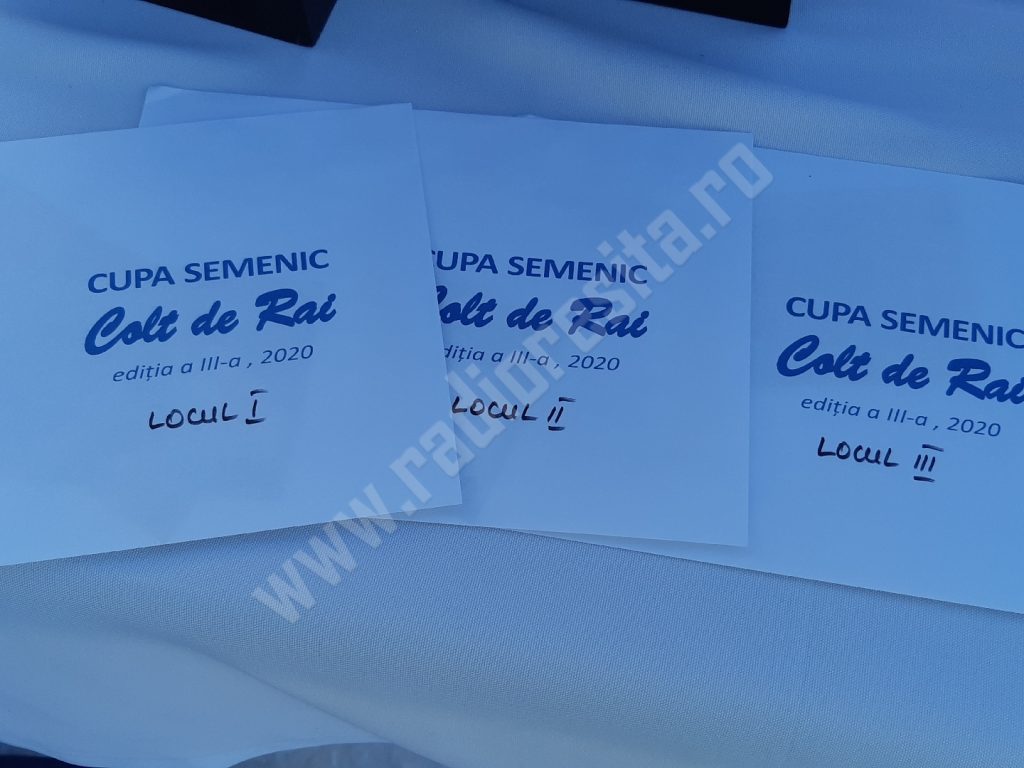 CUPA SEMENIC
Colt de Rai
ediția a III-a , 2020
LOCUL I
CUPA SEMENIC
Colt de Rai
ediția a III-a , 2020
LOCUL II
CUPA SEMENIC
Colt de Rai
ediția a III-a , 2020
LOCUL III
www.radioresita.ro